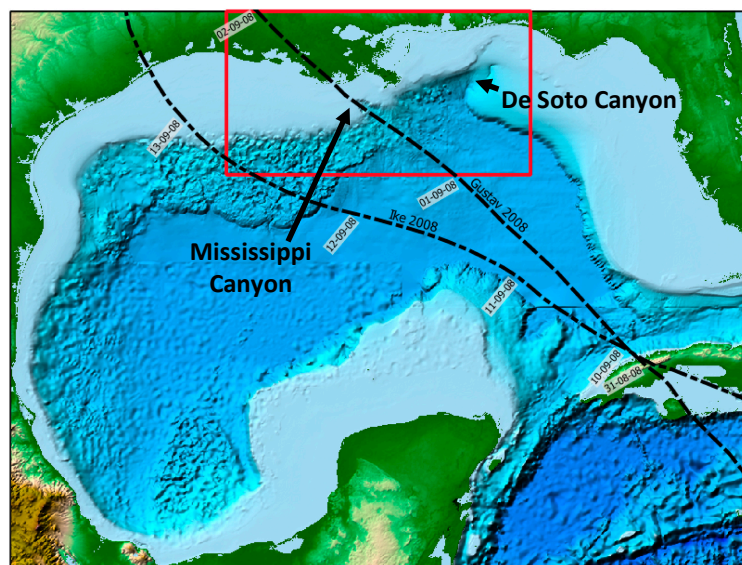 02-09-08
De Soto Canyon
13-09-08
01-09-08
Gustav 2008
Ike 2008
12-09-08
Mississippi
Canyon
11-09-08
10-09-08
31-08-08